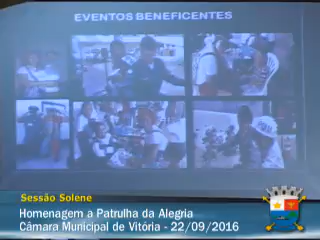 EVENTOS BENEFICENTES
Sessão Solene
Homenagem a Patrulha da Alegria
Câmara Municipal de Vitória - 22/09/2016